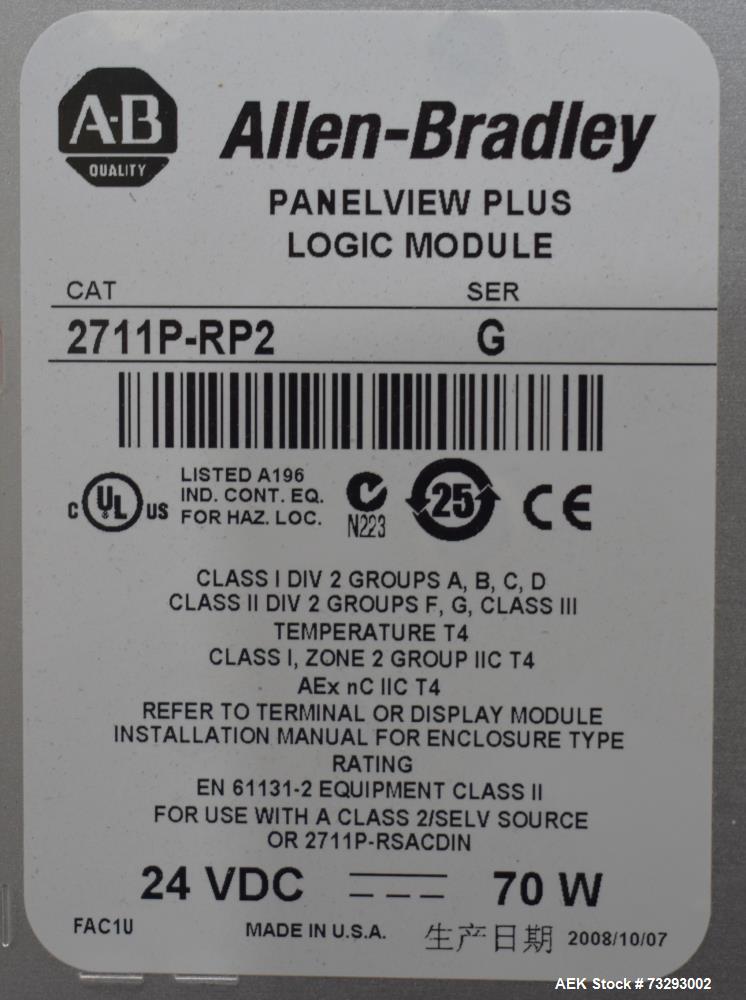 A-B
QUALITY
Allen-Bradley
PANELVIEW PLUS
LOGIC MODULE
CAT SER
2711P-RP2 G
C UL US
LISTED A196
IND. CONT. EQ.
FOR HAZ. LOC.
N223
25
CE
CLASS I DIV 2 GROUPS A, B, C, D
CLASS II DIV 2 GROUPS F, G, CLASS III
TEMPERATURE T4
CLASS I, ZONE 2 GROUP IIC T4
AEx nC IIC T4
REFER TO TERMINAL OR DISPLAY MODULE
INSTALLATION MANUAL FOR ENCLOSURE TYPE
RATING
EN 61131-2 EQUIPMENT CLASS II
FOR USE WITH A CLASS 2/SELV SOURCE
OR 2711P-RSACDIN
24 VDC 70 W
FAC1U MADE IN U.S.A. 生产日期 2008/10/07
AEK Stock # 73293002